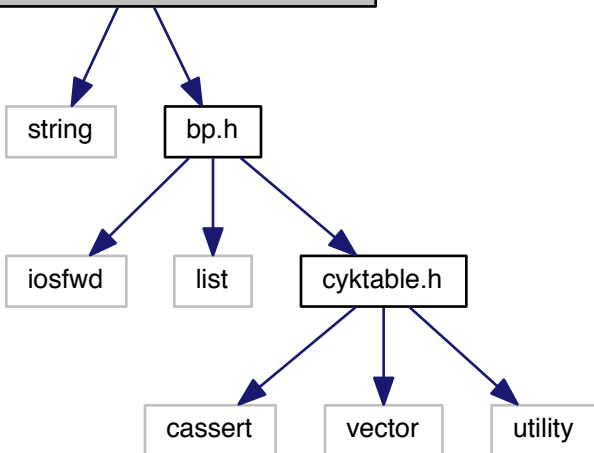 string
bp.h
iosfwd
list
cyktable.h
cassert
vector
utility